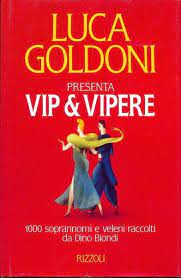 LUCA
GOLDONI
PRESENTA
VIP & VIPERE
1000 soprannomi e veleni raccolti
da Dino Biondi
RIZZOLI